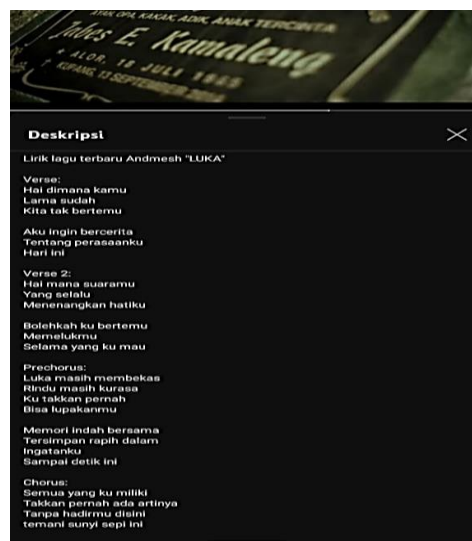 AYAH, OPA, KAKAK, ADIK, ANAK TERCINTA
Jabes E. Kamaleng
* ALOR, 18 JULI 1969
KUPANG, 13 SEPTEMBER
Deskripsi
Lirik lagu terbaru Andmesh "LUKA"
Verse:
Hai dimana kamu
Lama sudah
Kita tak bertemu
Aku ingin bercerita
Tentang perasaanku
Hari ini
Verse 2:
Hai mana suaramu
Yang selalu
Menenangkan hatiku
Bolehkah ku bertemu
Memelukmu
Selama yang ku mau
Prechorus:
Luka masih membekas
RIndu masih kurasa
Ku takkan pernah
Bisa lupakanmu
Memori indah bersama
Tersimpan rapih dalam
Ingatanku
Sampai detik ini
Chorus:
Semua yang ku miliki
Takkan pernah ada artinya
Tanpa hadirmu disini
temani sunyi sepi ini